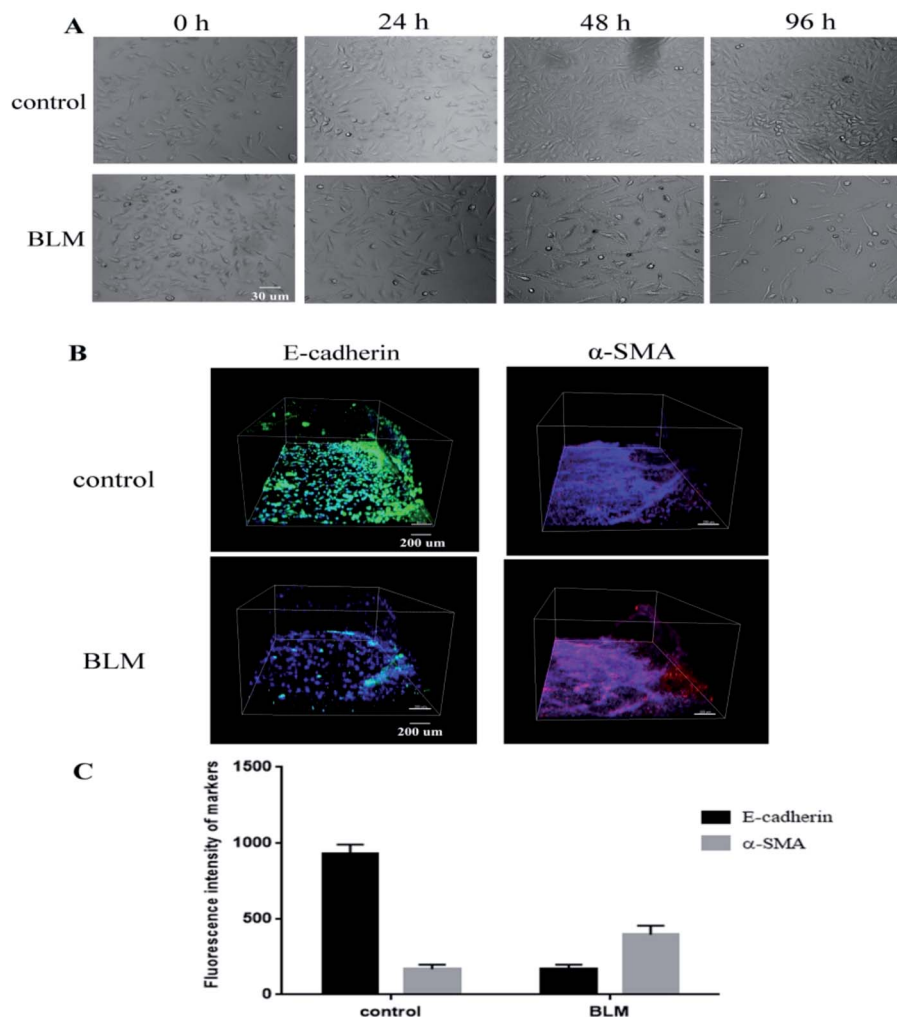 A
0 h 24 h 48 h 96 h
control
BLM
30 um
B
E-cadherin α-SMA
control
200 um
BLM
200 um
C
Fluorescence intensity of markers
1500
1000
500
0
E-cadherin
α-SMA
control BLM